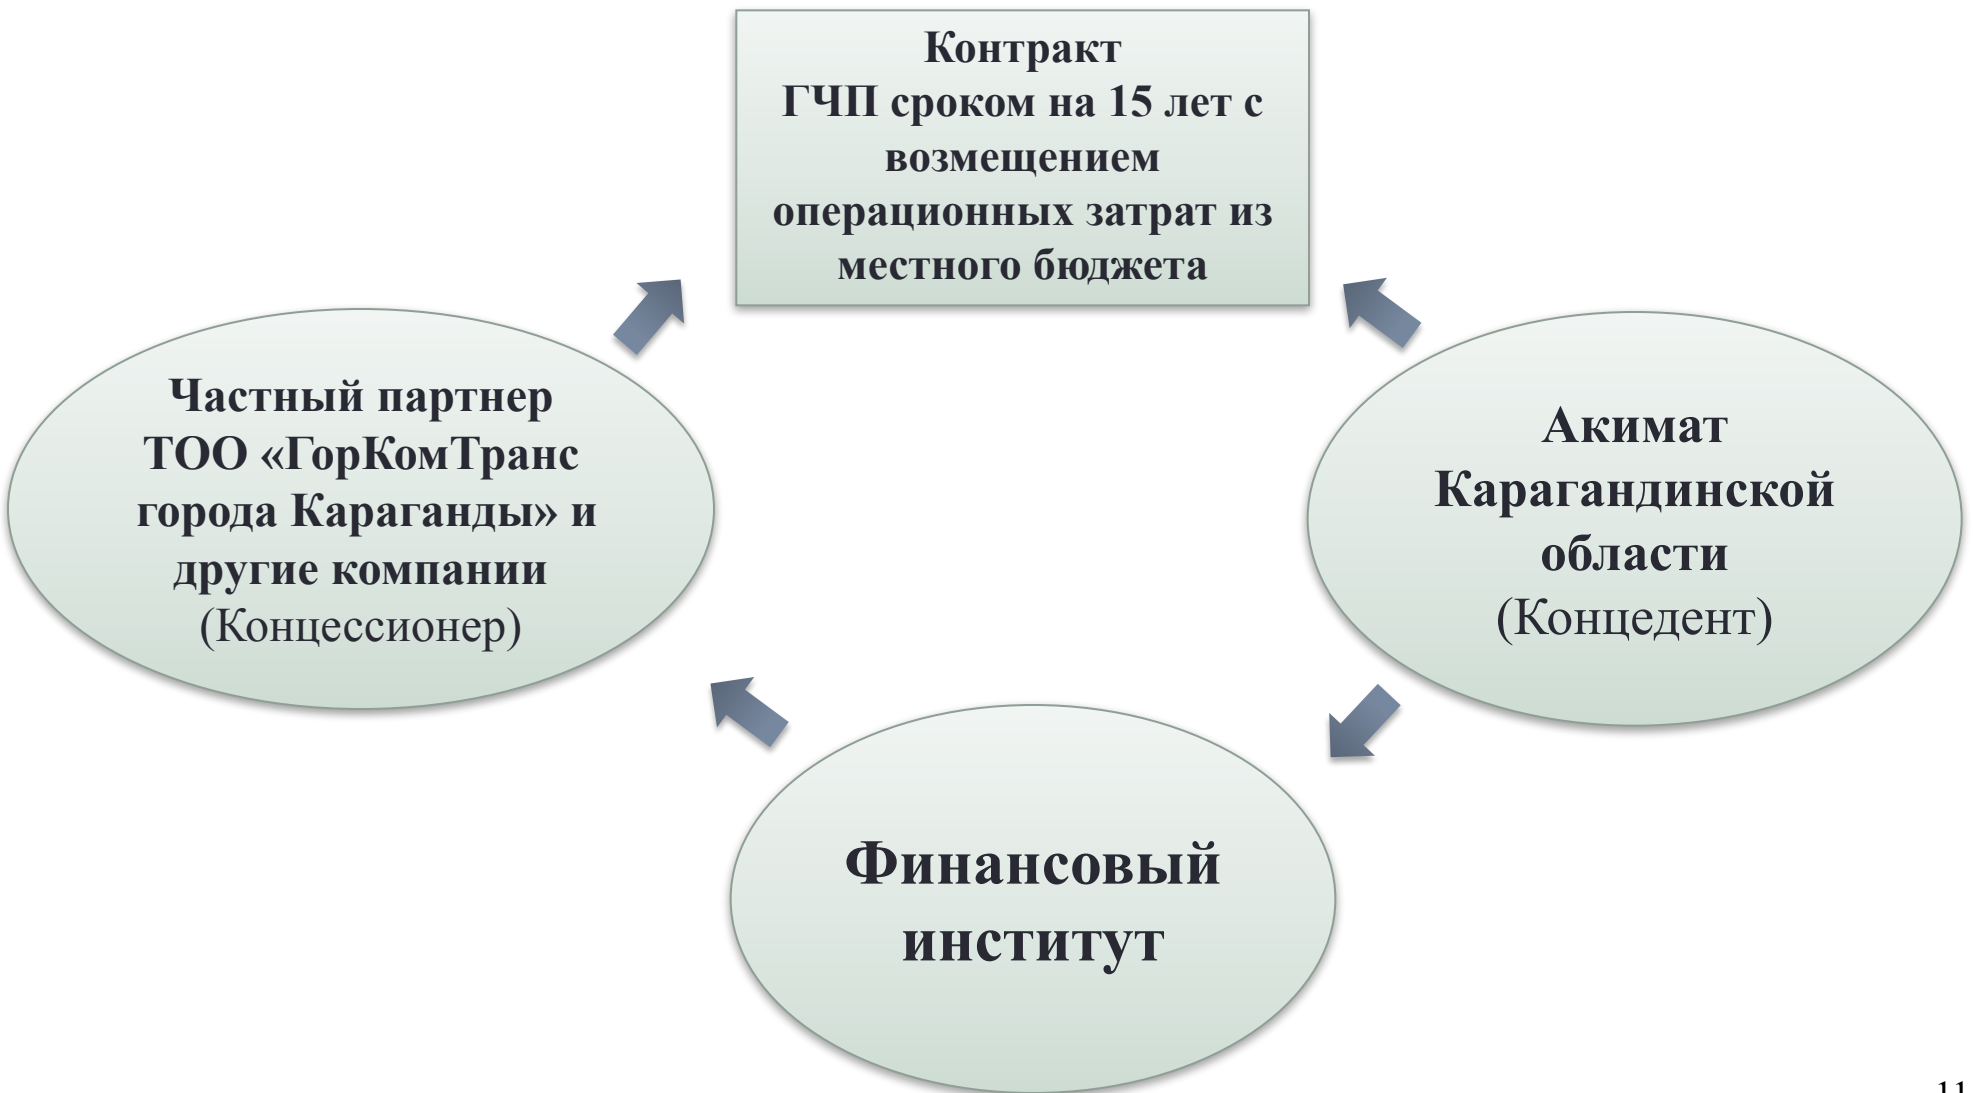 Контракт
ГЧП сроком на 15 лет с
возмещением
операционных затрат из
местного бюджета
Частный партнер
ТОО «ГорКомТранс
города Караганды» и
другие компании
(Концессионер)
Акимат
Карагандинской
области
(Концедент)
Финансовый
институт
11